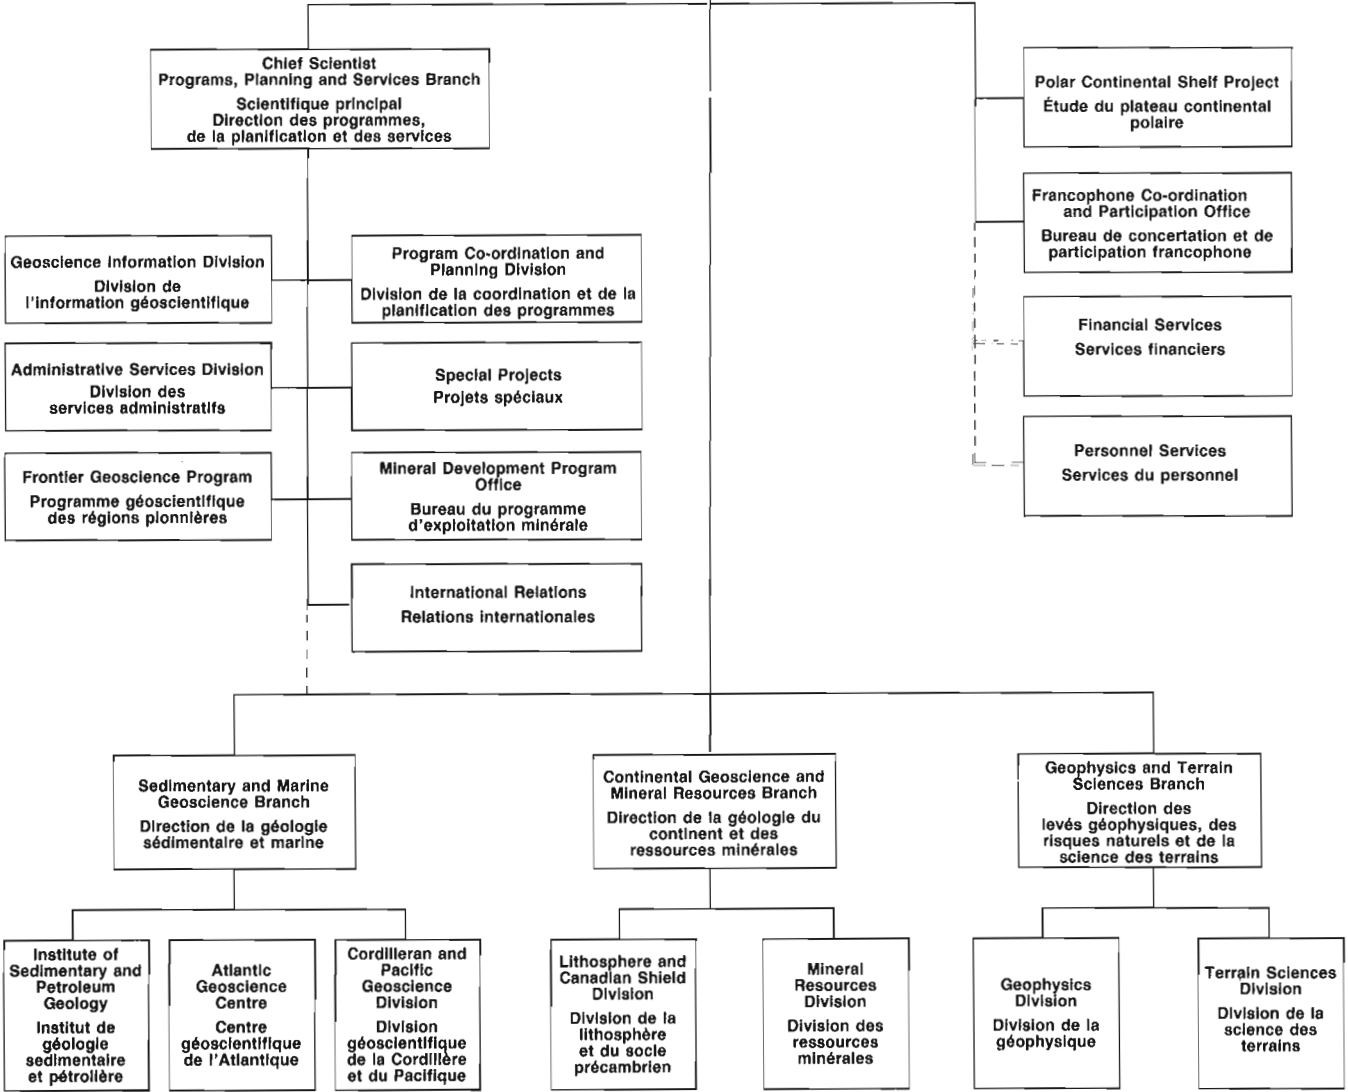 Chief Scientist
Programs, Planning and Services Branch
Scientifique principal
Direction des programmes,
de la planification et des services
Polar Continental Shelf Project
Étude du plateau continental
polaire
Francophone Co-ordination
and Participation Office
Bureau de concertation et de
participation francophone
Geoscience Information Division
Division de
l'information géoscientifique
Program Co-ordination and
Planning Division
Division de la coordination et de la
planification des programmes
Financial Services
Services financiers
Administrative Services Division
Division des
services administratifs
Special Projects
Projets spéciaux
Personnel Services
Services du personnel
Frontier Geoscience Program
Programme géoscientifique
des régions pionnières
Mineral Development Program
Office
Bureau du programme
d'exploitation minérale
International Relations
Relations internationales
Sedimentary and Marine
Geoscience Branch
Direction de la géologie
sédimentaire et marine
Continental Geoscience and
Mineral Resources Branch
Direction de la géologie du
continent et des
ressources minérales
Geophysics and Terrain
Sciences Branch
Direction des
levés géophysiques, des
risques naturels et de la
science des terrains
Institute of
Sedimentary and
Petroleum
Geology
Institut de
géologie
sedimentaire
et pétrolière
Atlantic
Geoscience
Centre
Centre
géoscientifique
de l'Atlantique
Cordilleran and
Pacific
Geoscience
Division
Division
géoscientifique
de la Cordillère
et du Pacifique
Lithosphere and
Canadian Shield
Division
Division de la
lithosphère
et du socle
précambrien
Mineral
Resources
Division
Division des
ressources
minérales
Geophysics
Division
Division de la
géophysique
Terrain Sciences
Division
Division de la
science des
terrains